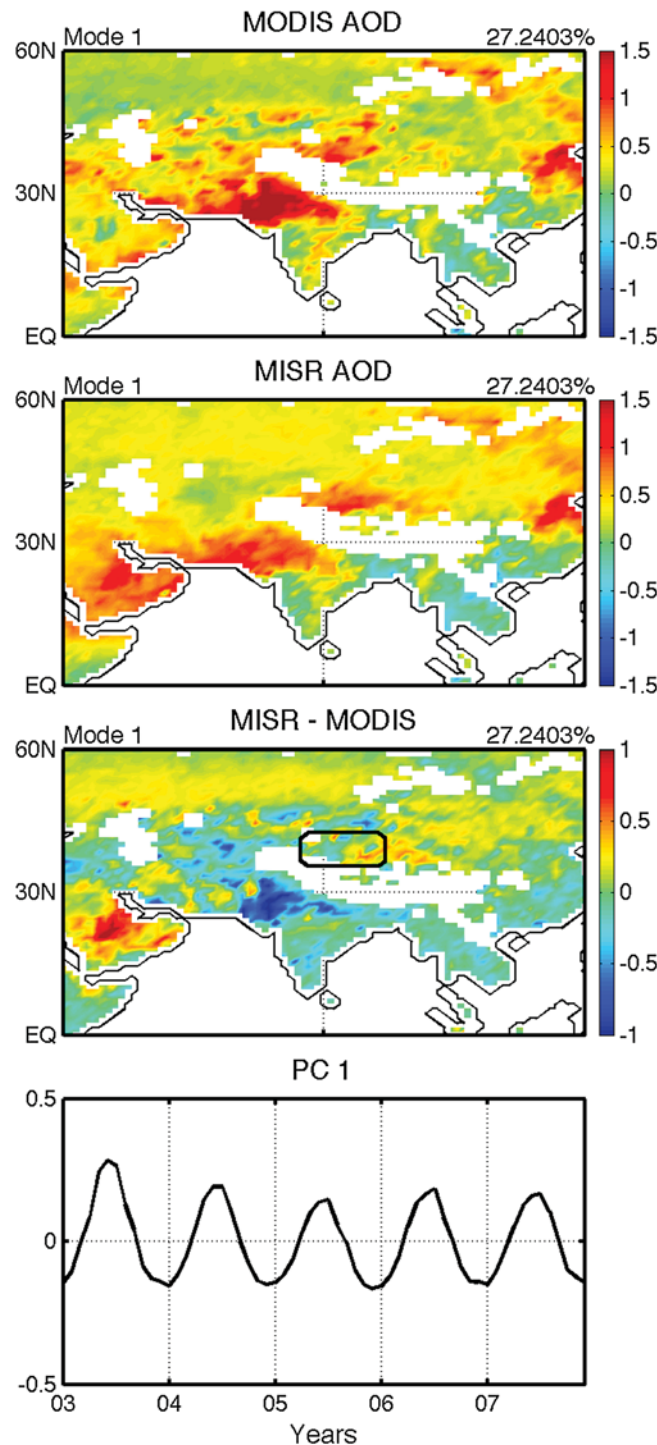 MODIS AOD
Mode 1 27.2403%
60N
30N
EQ
1.5
1
0.5
0
-0.5
-1
-1.5
MISR AOD
Mode 1 27.2403%
60N
30N
EQ
1.5
1
0.5
0
-0.5
-1
-1.5
MISR - MODIS
Mode 1 27.2403%
60N
30N
EQ
1
0.5
0
-0.5
-1
PC 1
0.5
0
-0.5
03 04 05 06 07
Years